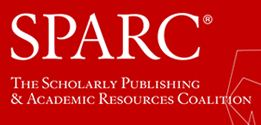 SPARC®
THE SCHOLARLY PUBLISHING
& ACADEMIC RESOURCES COALITION